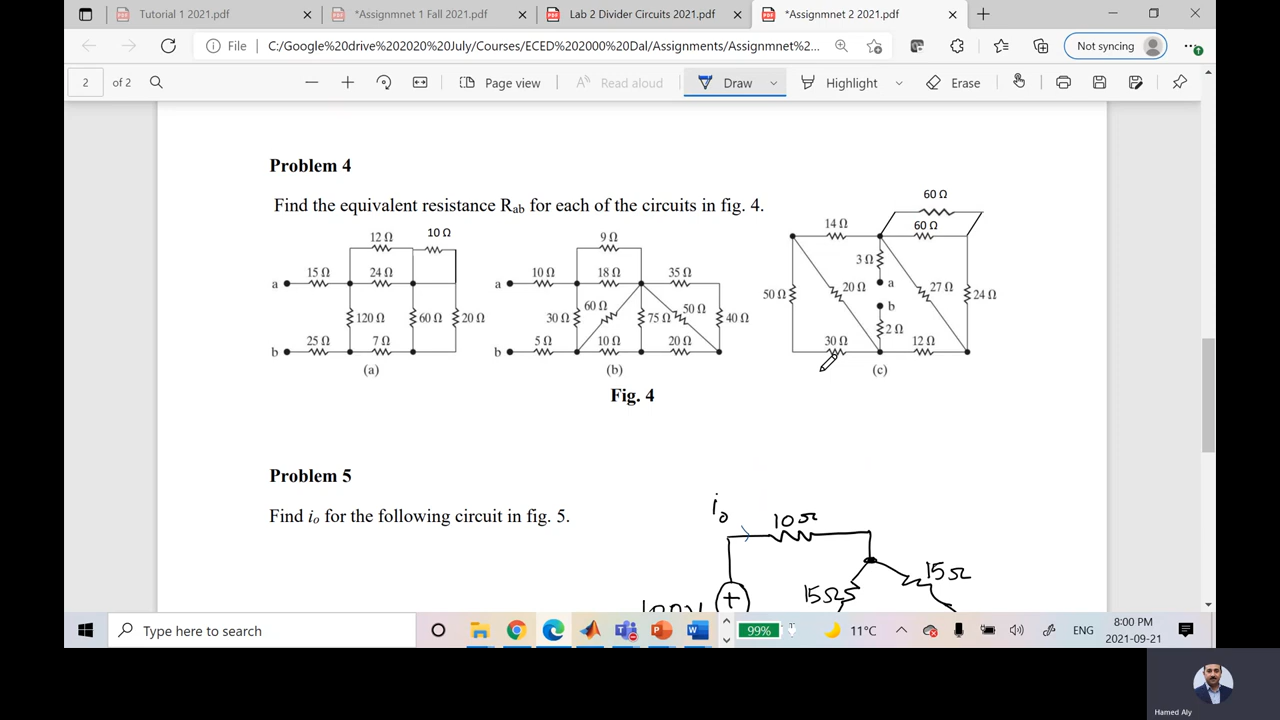 Tutorial 1 2021.pdf
*Assignmnet 1 Fall 2021.pdf
Lab 2 Divider Circuits 2021.pdf
*Assignmnet 2 2021.pdf
File
C:/Google%20drive%202020%20July/Courses/ECED%202000%20Dal/Assignments/Assignmnet%...
Not syncing
2 of 2
Page view
Read aloud
Draw
Highlight
Erase
Problem 4
Find the equivalent resistance Rab for each of the circuits in fig. 4.
12 Ω 10 Ω
15 Ω 24 Ω
a
120 Ω 60 Ω 20 Ω
25 Ω 7 Ω
b
(a)
9 Ω
10 Ω 18 Ω 35 Ω
a
30 Ω 60 Ω 75 Ω 50 Ω 40 Ω
5 Ω 10 Ω 20 Ω
b
(b)
60 Ω
14 Ω 60 Ω
3 Ω
50 Ω 20 Ω a 27 Ω 24 Ω
b
2 Ω
30 Ω 12 Ω
(c)
Fig. 4
Problem 5
Find io for the following circuit in fig. 5.
io
10Ω
15Ω 15Ω
+
Type here to search
99%
11°C
ENG
8:00 PM
2021-09-21
Hamed Aly